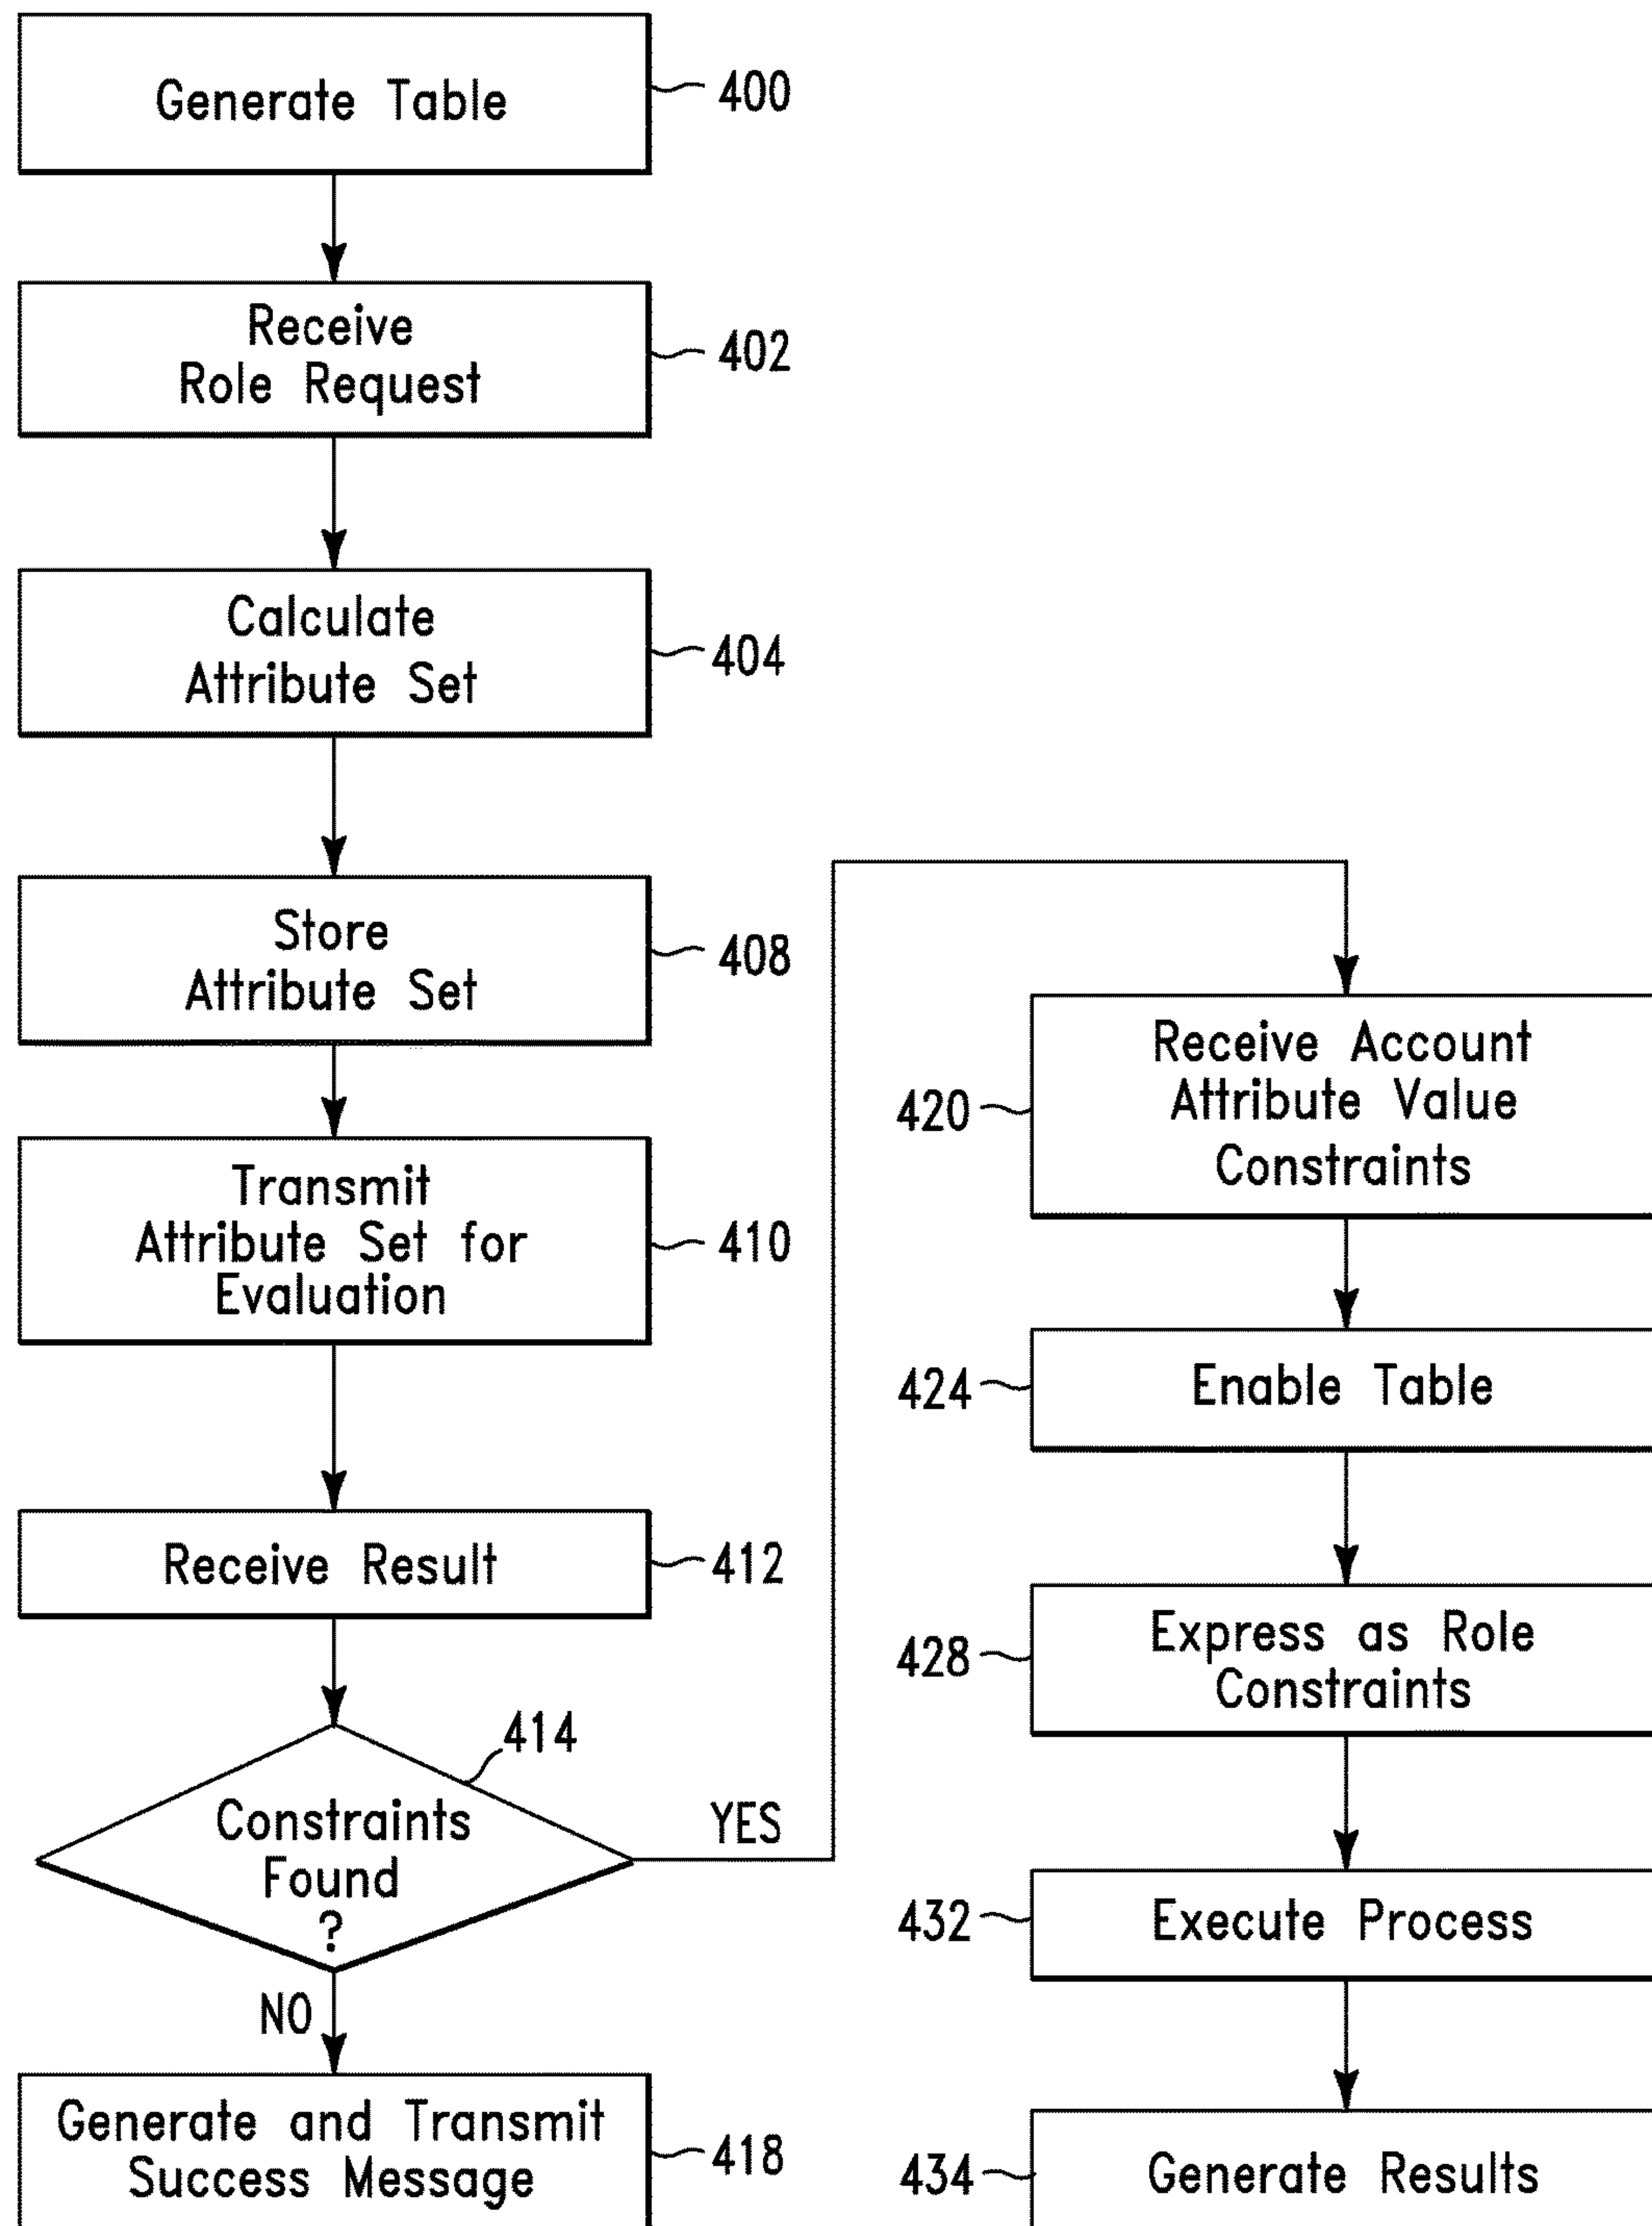 Generate Table
400
Receive
Role Request
402
Calculate
Attribute Set
404
Store
Attribute Set
408
Transmit
Attribute Set for
Evaluation
410
Receive Result
412
414
Constraints
Found
?
YES
NO
Generate and Transmit
Success Message
418
Receive Account
Attribute Value
Constraints
420
Enable Table
424
Express as Role
Constraints
428
Execute Process
432
Generate Results
434